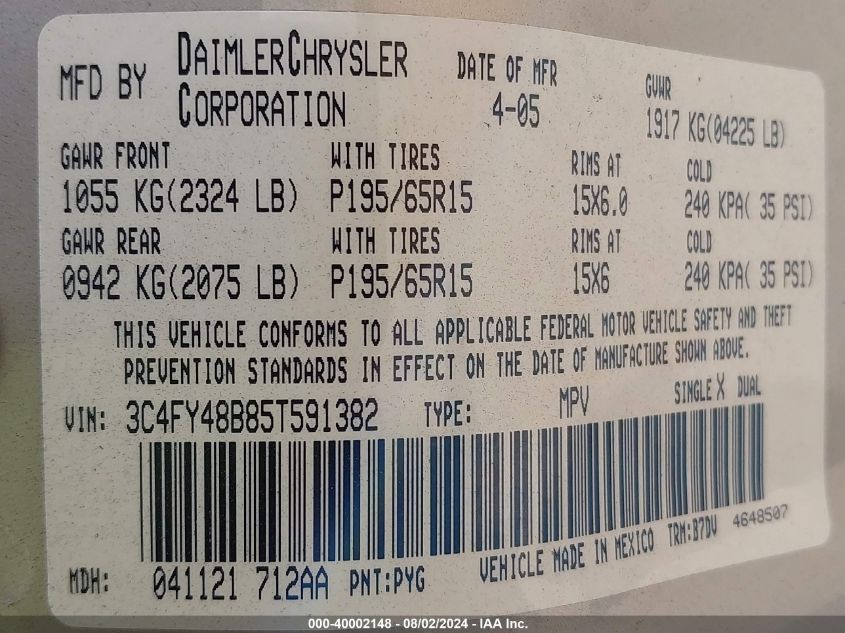 MFD BY DAIMLERCHRYSLER CORPORATION DATE OF MFR 4-05 GVWR 1917 KG(04225 LB)
GAWR FRONT WITH TIRES RIMS AT COLD
1055 KG(2324 LB) P195/65R15 15X6.0 240 KPA( 35 PSI)
GAWR REAR WITH TIRES RIMS AT COLD
0942 KG(2075 LB) P195/65R15 15X6 240 KPA( 35 PSI)
THIS VEHICLE CONFORMS TO ALL APPLICABLE FEDERAL MOTOR VEHICLE SAFETY AND THEFT
PREVENTION STANDARDS IN EFFECT ON THE DATE OF MANUFACTURE SHOWN ABOVE.
VIN: 3C4FY48B85T591382 TYPE: MPV SINGLE X DUAL
MDH: 041121 712AA PNT:PYG VEHICLE MADE IN MEXICO TRM:B7DV 4648507
000-40002148 - 08/02/2024 - IAA Inc.